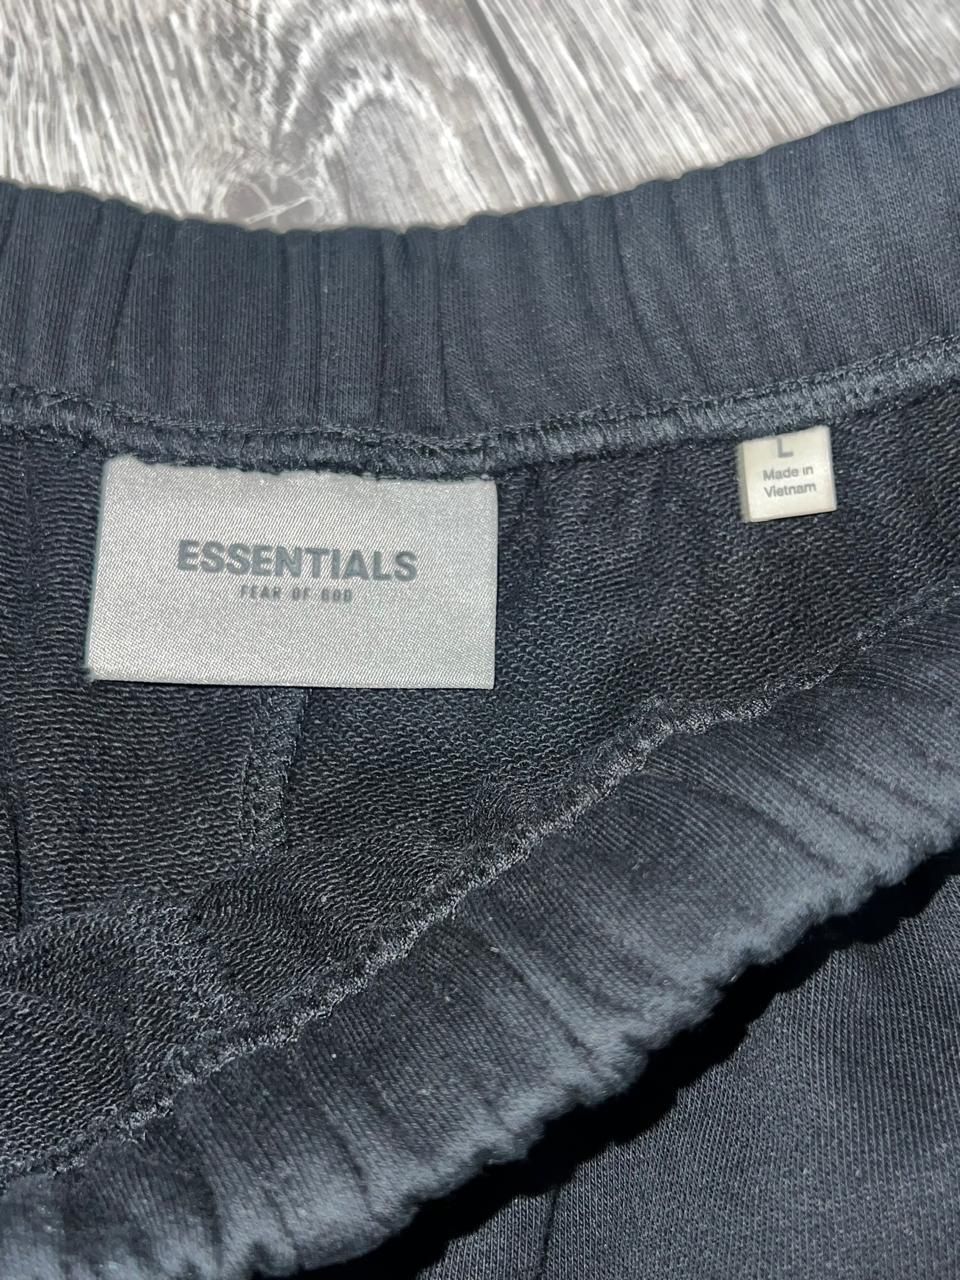 ESSENTIALS
FEAR OF GOD
L
Made in
Vietnam